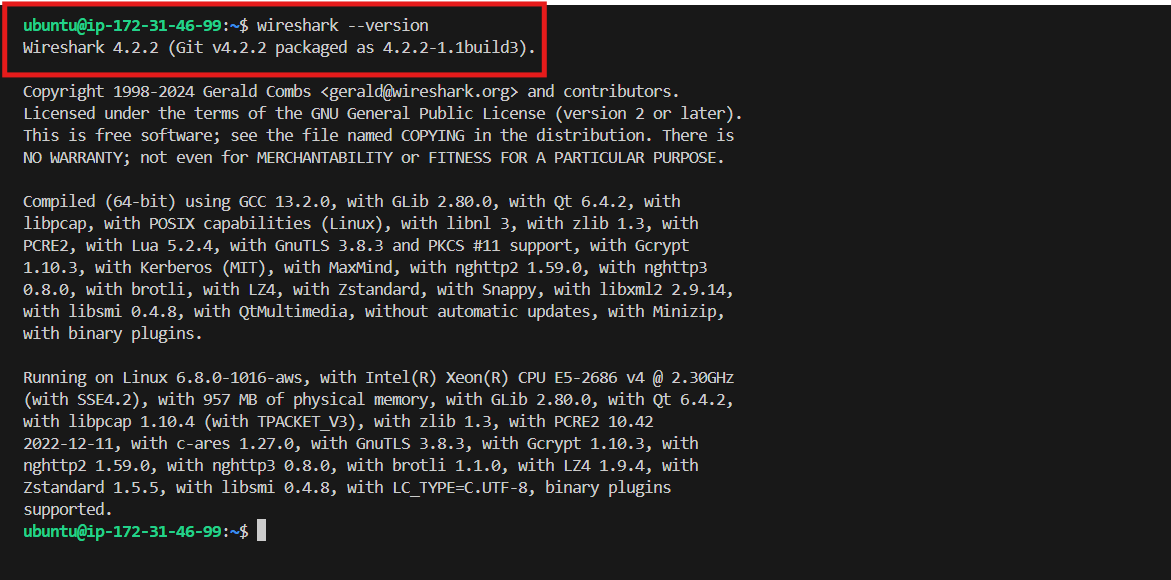 ubuntu@ip-172-31-46-99:~$ wireshark --version
Wireshark 4.2.2 (Git v4.2.2 packaged as 4.2.2-1.1build3).
Copyright 1998-2024 Gerald Combs <gerald@wireshark.org> and contributors.
Licensed under the terms of the GNU General Public License (version 2 or later).
This is free software; see the file named COPYING in the distribution. There is
NO WARRANTY; not even for MERCHANTABILITY or FITNESS FOR A PARTICULAR PURPOSE.
Compiled (64-bit) using GCC 13.2.0, with GLib 2.80.0, with Qt 6.4.2, with
libpcap, with POSIX capabilities (Linux), with libnl 3, with zlib 1.3, with
PCRE2, with Lua 5.2.4, with GnuTLS 3.8.3 and PKCS #11 support, with Gcrypt
1.10.3, with Kerberos (MIT), with MaxMind, with nghttp2 1.59.0, with nghttp3
0.8.0, with brotli, with LZ4, with Zstandard, with Snappy, with libxml2 2.9.14,
with libsmi 0.4.8, with QtMultimedia, without automatic updates, with Minizip,
with binary plugins.
Running on Linux 6.8.0-1016-aws, with Intel(R) Xeon(R) CPU E5-2686 v4 @ 2.30GHz
(with SSE4.2), with 957 MB of physical memory, with GLib 2.80.0, with Qt 6.4.2,
with libpcap 1.10.4 (with TPACKET_V3), with zlib 1.3, with PCRE2 10.42
2022-12-11, with c-ares 1.27.0, with GnuTLS 3.8.3, with Gcrypt 1.10.3, with
nghttp2 1.59.0, with nghttp3 0.8.0, with brotli 1.1.0, with LZ4 1.9.4, with
Zstandard 1.5.5, with libsmi 0.4.8, with LC_TYPE=C.UTF-8, binary plugins
supported.
ubuntu@ip-172-31-46-99:~$